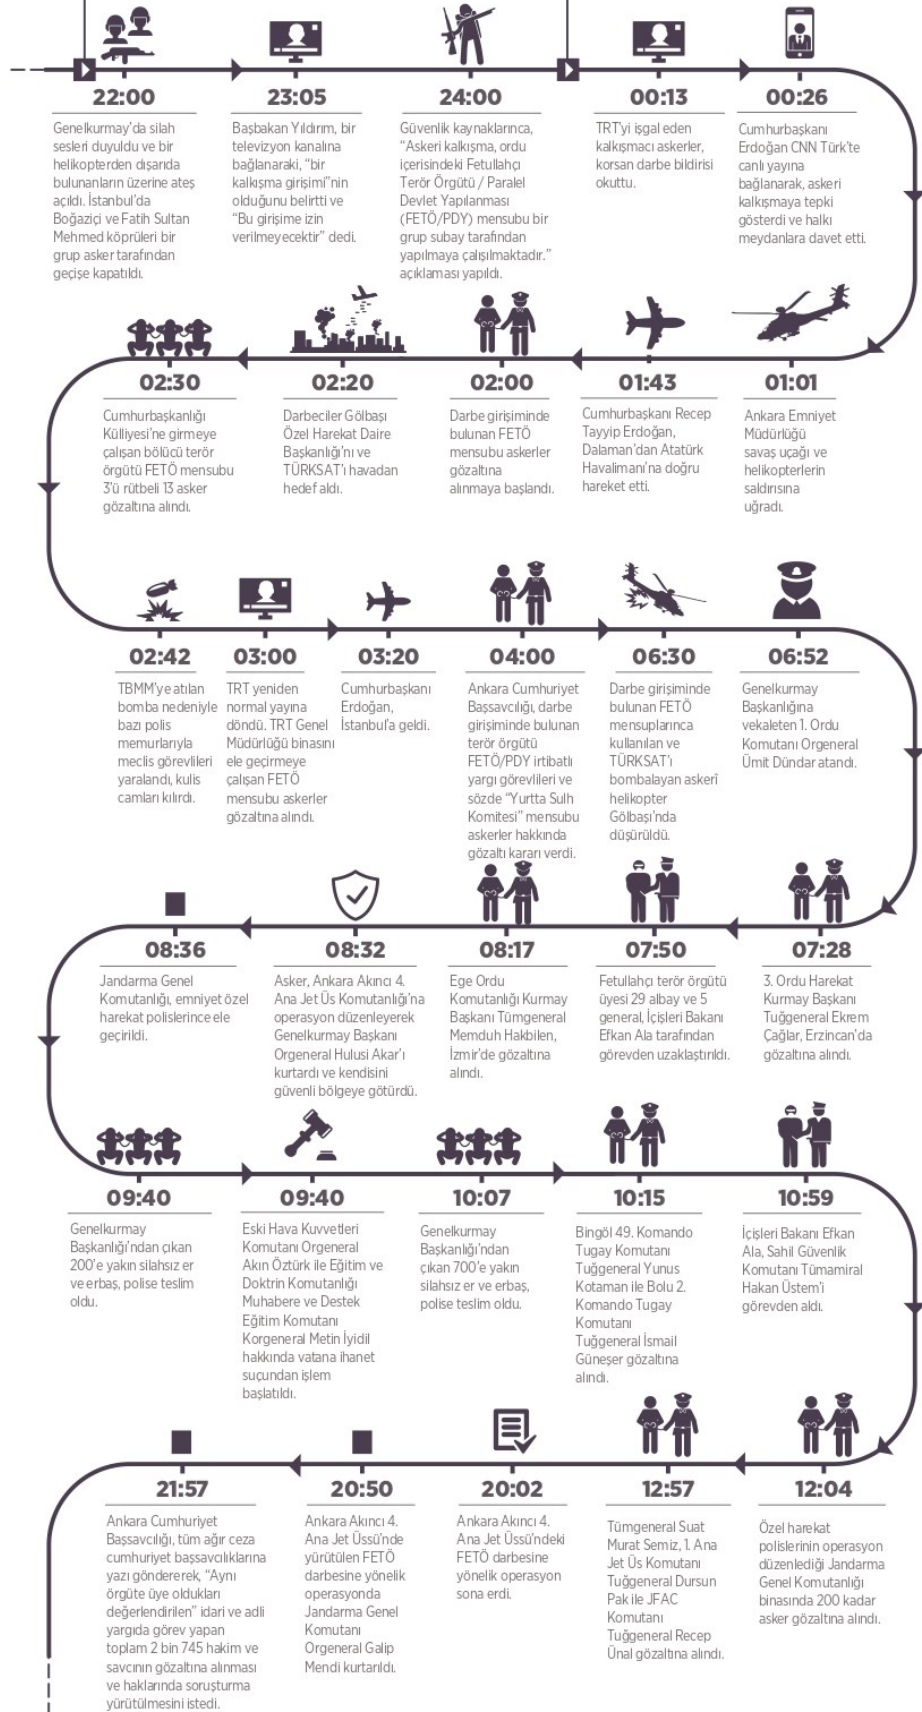 22:00
Genelkurmay'da silah
sesleri duyuldu ve bir
helikopterden dışarıda
bulunanların üzerine ateş
açıldı. İstanbul'da
Boğaziçi ve Fatih Sultan
Mehmed köprüleri bir
grup asker tarafından
geçişe kapatıldı.
23:05
Başbakan Yıldırım, bir
televizyon kanalına
bağlanaraki, "bir
kalkışma girişimi"nin
olduğunu belirtti ve
"Bu girişime izin
verilmeyecektir" dedi.
24:00
Güvenlik kaynaklarınca,
"Askeri kalkışma, ordu
içerisindeki Fetullahçı
Terör Örgütü / Paralel
Devlet Yapılanması
(FETÖ/PDY) mensubu bir
grup subay tarafından
yapılmaya çalışılmaktadır."
açıklaması yapıldı.
00:13
TRT'yi işgal eden
kalkışmacı askerler,
korsan darbe bildirisi
okuttu.
00:26
Cumhurbaşkanı
Erdoğan CNN Türk'te
canlı yayına
bağlanarak, askeri
kalkışmaya tepki
gösterdi ve halkı
meydanlara davet etti.
02:30
Cumhurbaşkanlığı
Külliyesi'ne girmeye
çalışan bölücü terör
örgütü FETÖ mensubu
3'ü rütbeli 13 asker
gözaltına alındı.
02:20
Darbeciler Gölbaşı
Özel Harekat Daire
Başkanlığı'nı ve
TÜRKSAT'ı havadan
hedef aldı.
02:00
Darbe girişiminde
bulunan FETÖ
mensubu askerler
gözaltına
alınmaya başlandı.
01:43
Cumhurbaşkanı Recep
Tayyip Erdoğan,
Dalaman'dan Atatürk
Havalimanı'na doğru
hareket etti.
01:01
Ankara Emniyet
Müdürlüğü
savaş uçağı ve
helikopterlerin
saldırısına
uğradı.
02:42
TBMM'ye atılan
bomba nedeniyle
bazı polis
memurlarıyla
meclis görevlileri
yaralandı, kulis
camları kılırdı.
03:00
TRT yeniden
normal yayına
döndü. TRT Genel
Müdürlüğü binasını
ele geçirmeye
çalışan FETÖ
mensubu askerler
gözaltına alındı.
03:20
Cumhurbaşkanı
Erdoğan,
İstanbul'a geldi.
04:00
Ankara Cumhuriyet
Başsavcılığı, darbe
girişiminde bulunan
terör örgütü
FETÖ/PDY irtibatlı
yargı görevlileri ve
sözde "Yurtta Sulh
Komitesi" mensubu
askerler hakkında
gözaltı kararı verdi.
06:30
Darbe girişiminde
bulunan FETÖ
mensuplarınca
kullanılan ve
TÜRKSAT'ı
bombalayan askerî
helikopter
Gölbaşı'nda
düşürüldü.
06:52
Genelkurmay
Başkanlığına
vekaleten 1. Ordu
Komutanı Orgeneral
Ümit Dündar atandı.
08:36
Jandarma Genel
Komutanlığı, emniyet özel
harekat polislerince ele
geçirildi.
08:32
Asker, Ankara Akıncı 4.
Ana Jet Üs Komutanlığı'na
operasyon düzenleyerek
Genelkurmay Başkanı
Orgeneral Hulusi Akar'ı
kurtardı ve kendisini
güvenli bölgeye götürdü.
08:17
Ege Ordu
Komutanlığı Kurmay
Başkanı Tümgeneral
Memduh Hakbilen,
İzmir'de gözaltına
alındı.
07:50
Fetullahçı terör örgütü
üyesi 29 albay ve 5
general, İçişleri Bakanı
Efkan Ala tarafından
görevden uzaklaştırıldı.
07:28
3. Ordu Harekat
Kurmay Başkanı
Tuğgeneral Ekrem
Çağlar, Erzincan'da
gözaltına alındı.
09:40
Genelkurmay
Başkanlığı'ndan çıkan
200'e yakın silahsız er
ve erbaş, polise teslim
oldu.
09:40
Eski Hava Kuvvetleri
Komutanı Orgeneral
Akın Öztürk ile Eğitim ve
Doktrin Komutanlığı
Muhabere ve Destek
Eğitim Komutanı
Korgeneral Metin İyidil
hakkında vatana ihanet
suçundan işlem
başlatıldı.
10:07
Genelkurmay
Başkanlığı'ndan
çıkan 700'e yakın
silahsız er ve erbaş,
polise teslim oldu.
10:15
Bingöl 49. Komando
Tugay Komutanı
Tuğgeneral Yunus
Kotaman ile Bolu 2.
Komando Tugay
Komutanı
Tuğgeneral İsmail
Güneşer gözaltına
alındı.
10:59
İçişleri Bakanı Efkan
Ala, Sahil Güvenlik
Komutanı Tümamiral
Hakan Üstem'i
görevden aldı.
21:57
Ankara Cumhuriyet
Başsavcılığı, tüm ağır ceza
cumhuriyet başsavcılıklarına
yazı göndererek, "Aynı
örgüte üye oldukları
değerlendirilen" idari ve adli
yargıda görev yapan
toplam 2 bin 745 hakim ve
savcının gözaltına alınması
ve haklarında soruşturma
yürütülmesini istedi.
20:50
Ankara Akıncı 4.
Ana Jet Üssü'nde
yürütülen FETÖ
darbesine yönelik
operasyonda
Jandarma Genel
Komutanı
Orgeneral Galip
Mendi kurtarıldı.
20:02
Ankara Akıncı 4.
Ana Jet Üssü'ndeki
FETÖ darbesine
yönelik operasyon
sona erdi.
12:57
Tümgeneral Suat
Murat Semiz, 1. Ana
Jet Üs Komutanı
Tuğgeneral Dursun
Pak ile JFAC
Komutanı
Tuğgeneral Recep
Ünal gözaltına alındı.
12:04
Özel harekat
polislerinin operasyon
düzenlediği Jandarma
Genel Komutanlığı
binasında 200 kadar
asker gözaltına alındı.